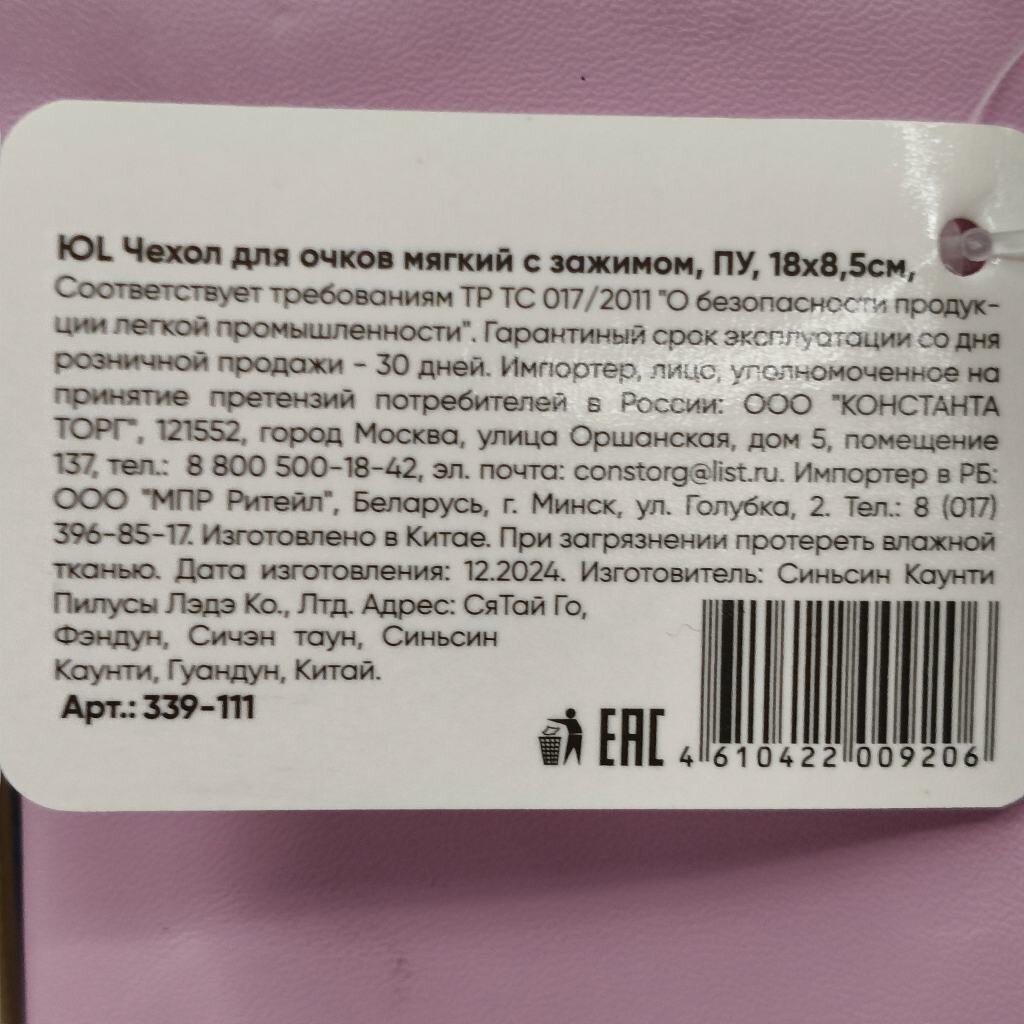 ЮL Чехол для очков мягкий с зажимом, ПУ, 18х8,5см,
Соответствует требованиям ТР ТС 017/2011 "О безопасности продук-
ции легкой промышленности". Гарантиный срок эксплуатации со дня
розничной продажи - 30 дней. Импортер, лицо, уполномоченное на
принятие претензий потребителей в России: ООО "КОНСТАНТА
ТОРГ", 121552, город Москва, улица Оршанская, дом 5, помещение
137, тел.: 8 800 500-18-42, эл. почта: constorg@list.ru. Импортер в РБ:
ООО "МПР Ритейл", Беларусь, г. Минск, ул. Голубка, 2. Тел.: 8 (017)
396-85-17. Изготовлено в Китае. При загрязнении протереть влажной
тканью. Дата изготовления: 12.2024. Изготовитель: Синьсин Каунти
Пилусы Лэдэ Ко., Лтд. Адрес: СяТай Го,
Фэндун, Сичэн таун, Синьсин
Каунти, Гуандун, Китай.
Арт.: 339-111
EAC
4 610422 009206